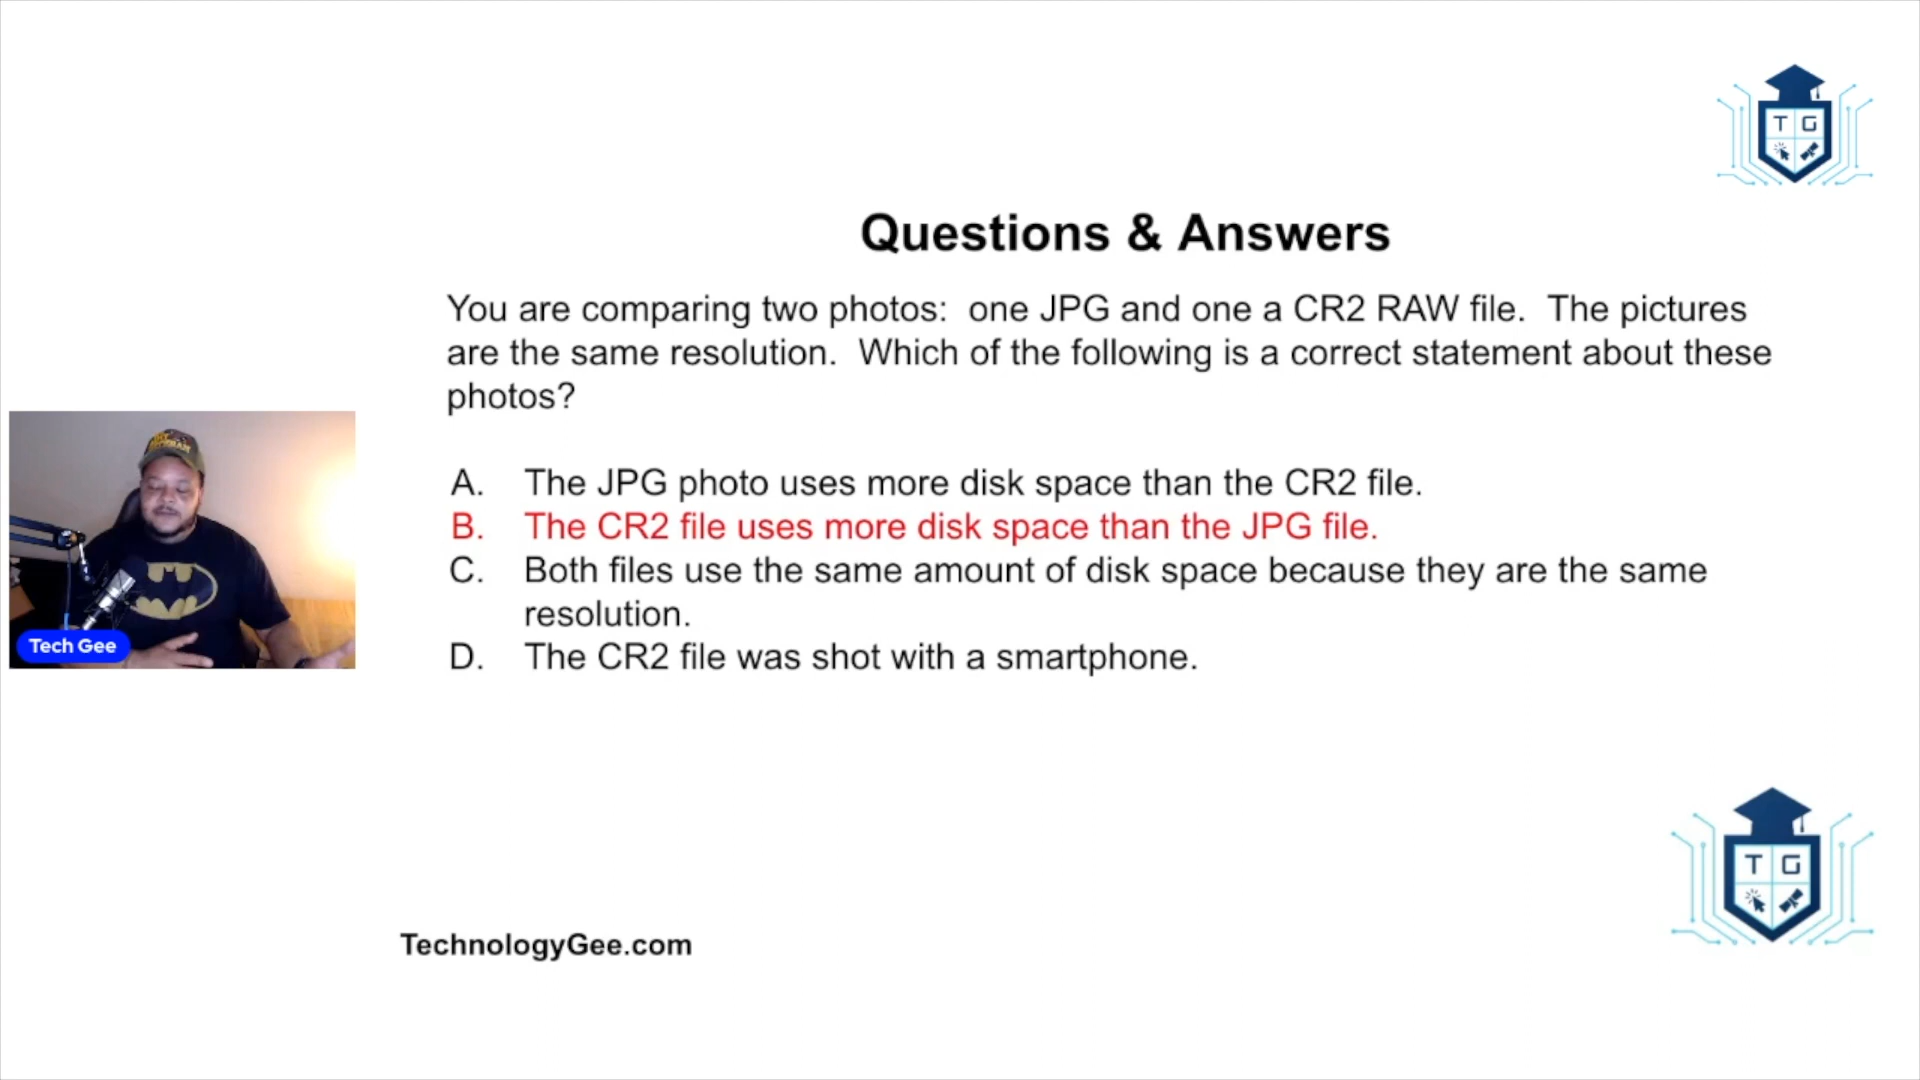 T G
Questions & Answers
You are comparing two photos:  one JPG and one a CR2 RAW file.  The pictures
are the same resolution.  Which of the following is a correct statement about these
photos?
A. The JPG photo uses more disk space than the CR2 file.
B. The CR2 file uses more disk space than the JPG file.
C. Both files use the same amount of disk space because they are the same
resolution.
D. The CR2 file was shot with a smartphone.
Tech Gee
T G
TechnologyGee.com